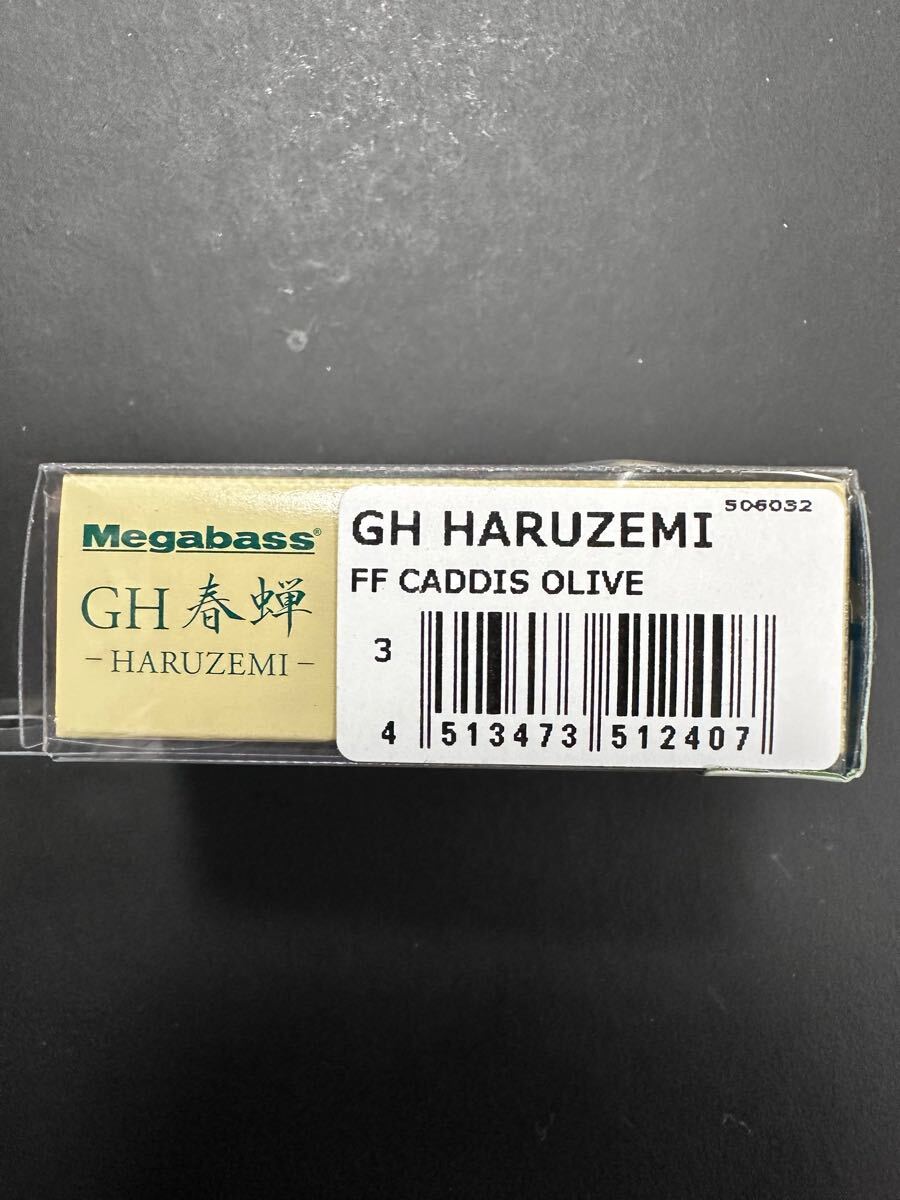 Megabass®
GH 春蝉
– HARUZEMI –
506032
GH HARUZEMI
FF CADDIS OLIVE
3
4 513473 512407